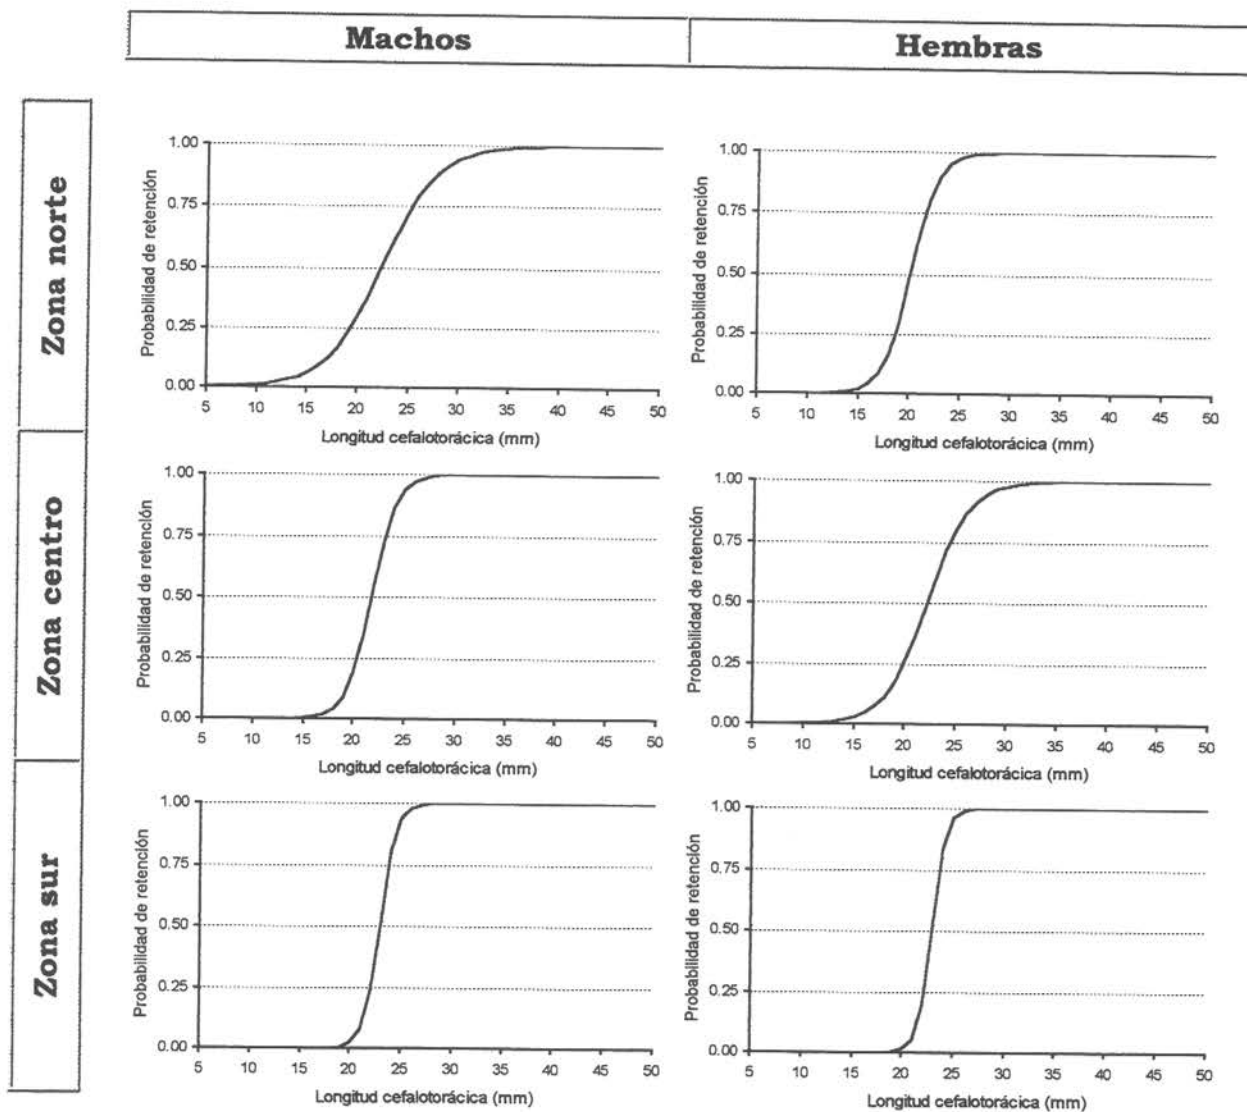 Machos
Hembras
Zona norte
Probabilidad de retención
1.00
0.75
0.50
0.25
0.00
5 10 15 20 25 30 35 40 45 50
Longitud cefalotorácica (mm)
Probabilidad de retención
1.00
0.75
0.50
0.25
0.00
5 10 15 20 25 30 35 40 45 50
Longitud cefalotorácica (mm)
Zona centro
Probabilidad de retención
1.00
0.75
0.50
0.25
0.00
5 10 15 20 25 30 35 40 45 50
Longitud cefalotorácica (mm)
Probabilidad de retención
1.00
0.75
0.50
0.25
0.00
5 10 15 20 25 30 35 40 45 50
Longitud cefalotorácica (mm)
Zona sur
Probabilidad de retención
1.00
0.75
0.50
0.25
0.00
5 10 15 20 25 30 35 40 45 50
Longitud cefalotorácica (mm)
Probabilidad de retención
1.00
0.75
0.50
0.25
0.00
5 10 15 20 25 30 35 40 45 50
Longitud cefalotorácica (mm)